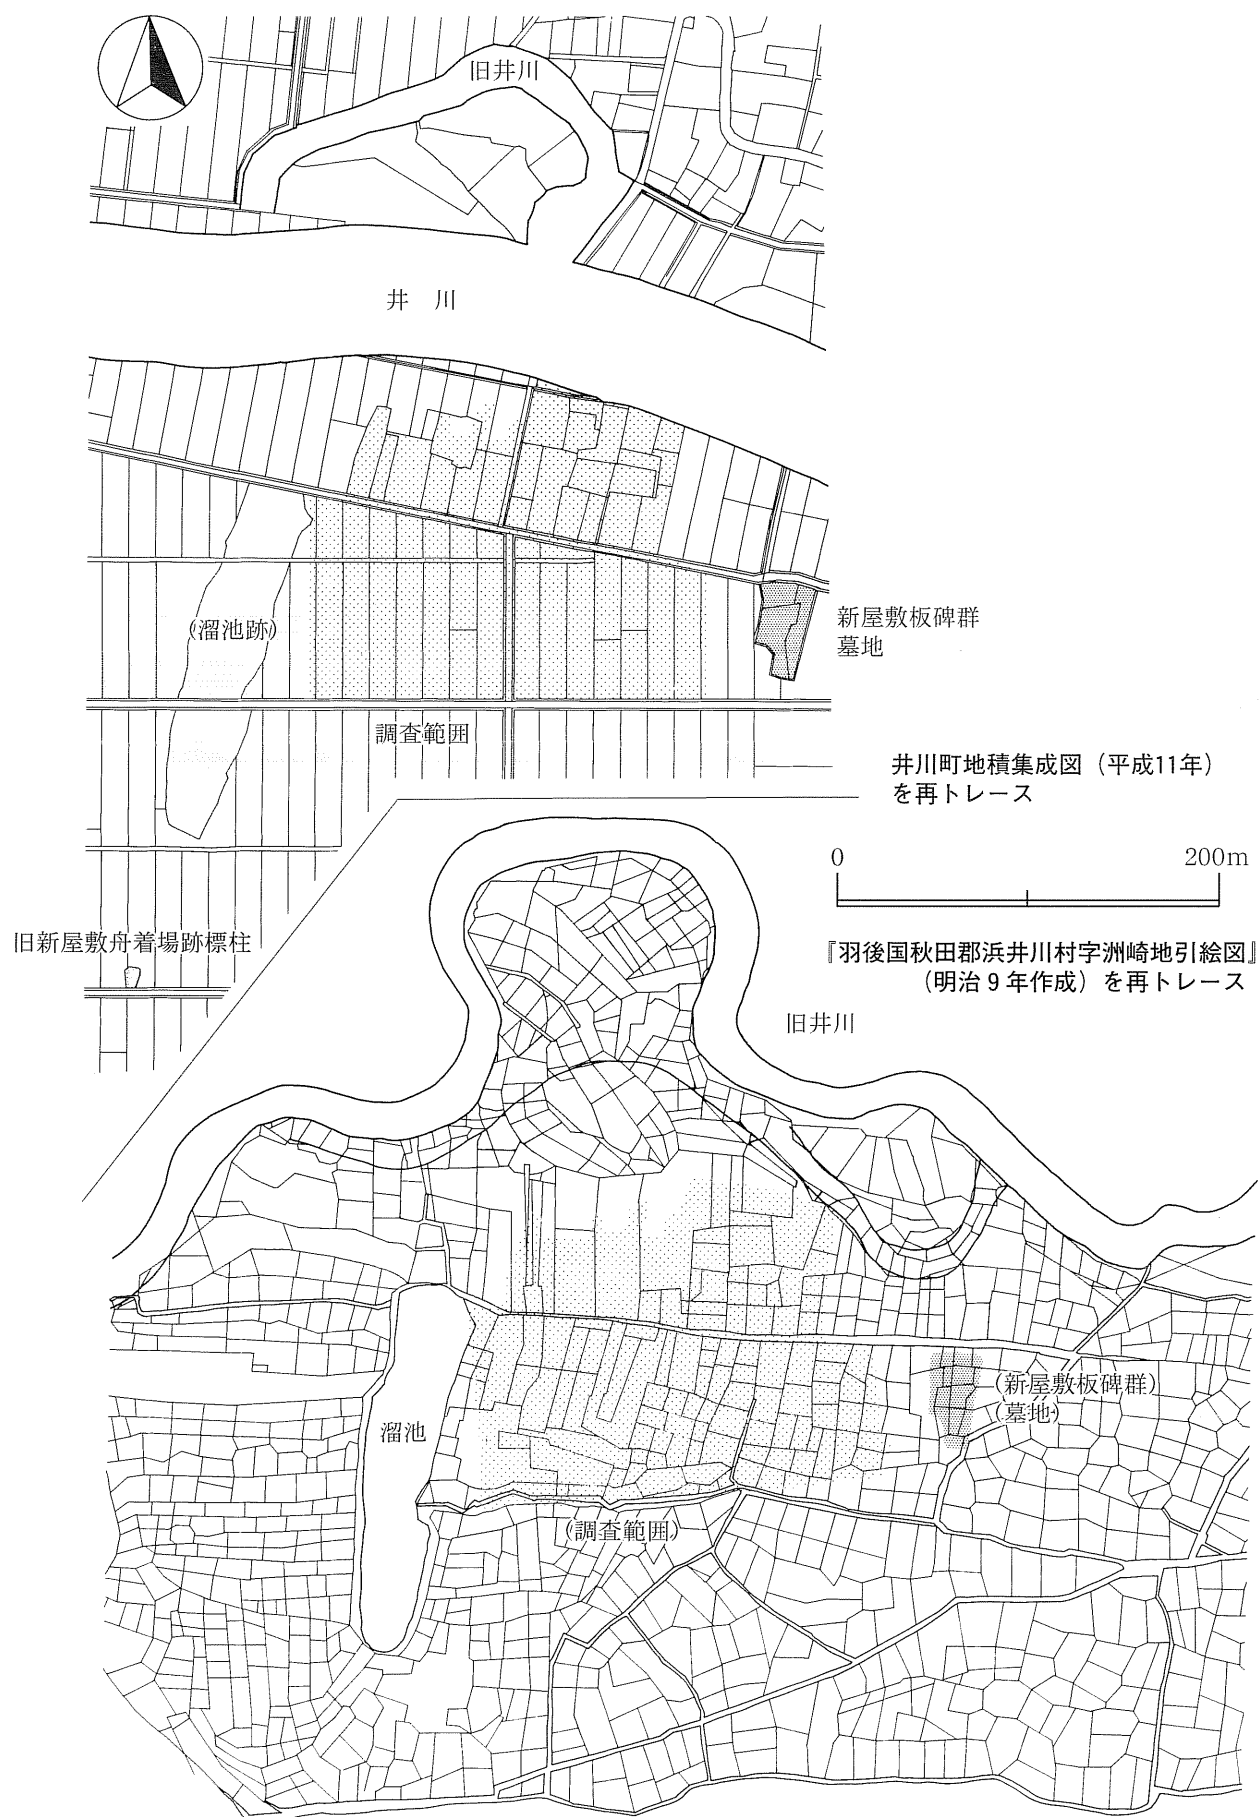 旧井川
井 川
(溜池跡)
新屋敷板碑群
墓地
調査範囲
井川町地積集成図(平成11年)
を再トレース
0 200m
旧新屋敷舟着場跡標柱
『羽後国秋田郡浜井川村字洲崎地引絵図』
(明治9年作成)を再トレース
旧井川
(新屋敷板碑群)
墓地)
溜池
(調査範囲)